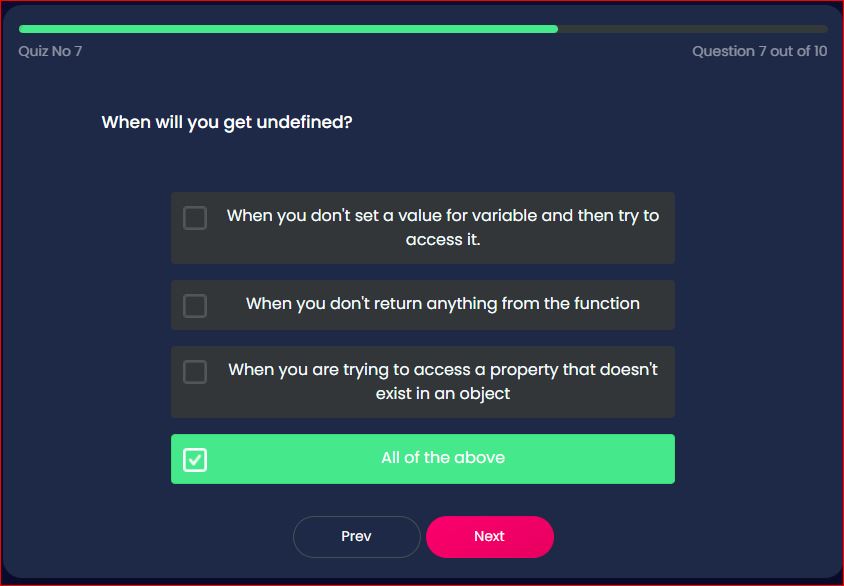 Quiz No 7
Question 7 out of 10
When will you get undefined?
When you don't set a value for variable and then try to
access it.
When you don't return anything from the function
When you are trying to access a property that doesn't
exist in an object
All of the above
Prev
Next